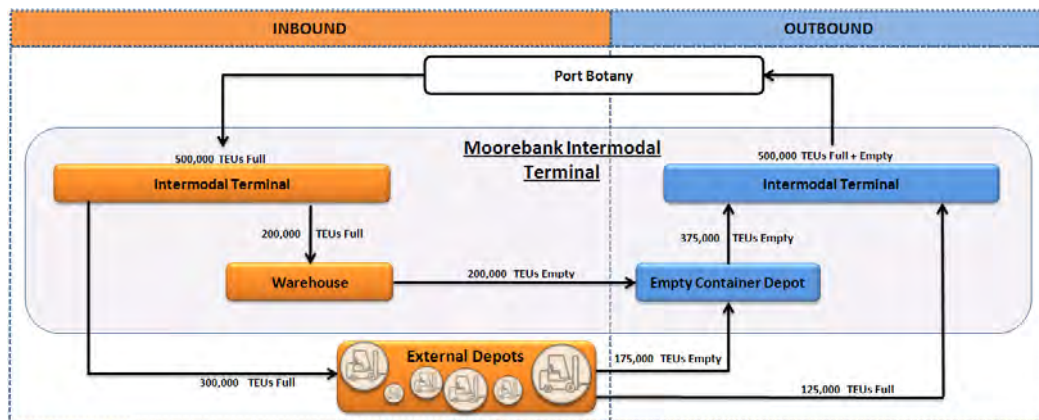 INBOUND
OUTBOUND
Port Botany
Moorebank Intermodal
Terminal
500,000 TEUs Full
Intermodal Terminal
500,000 TEUs Full + Empty
Intermodal Terminal
200,000 TEUs Full
375,000 TEUs Empty
Warehouse
200,000 TEUs Empty
Empty Container Depot
External Depots
300,000 TEUs Full
175,000 TEUs Empty
125,000 TEUs Full